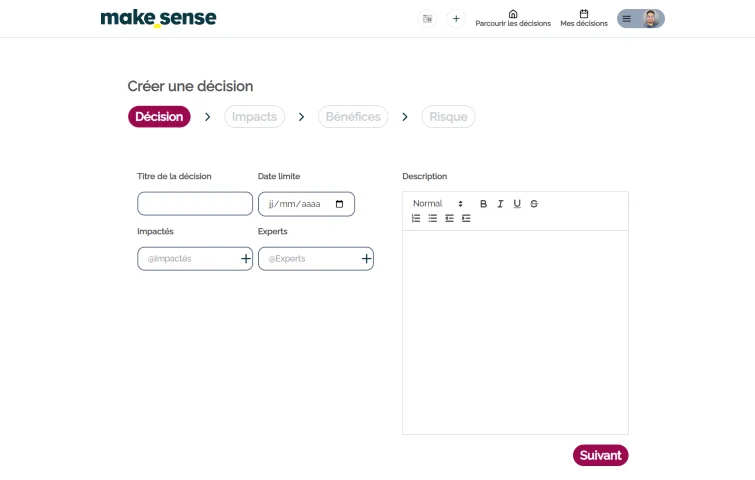 make_sense
Parcourir les décisions
Mes décisions
Créer une décision
Décision
Impacts
Bénéfices
Risque
Titre de la décision
Date limite
Description
jj/mm/aaaa
Normal
B I U S
Impactés
Experts
@Impactés
@Experts
Suivant